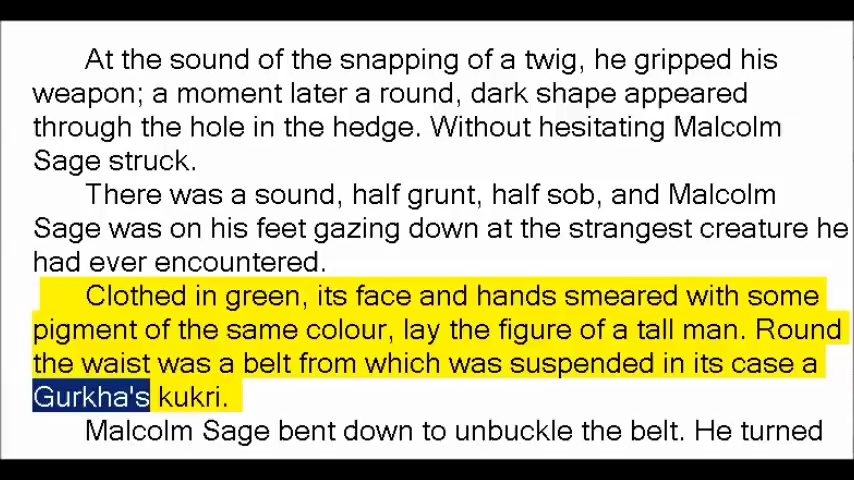 At the sound of the snapping of a twig, he gripped his
weapon; a moment later a round, dark shape appeared
through the hole in the hedge. Without hesitating Malcolm
Sage struck.
There was a sound, half grunt, half sob, and Malcolm
Sage was on his feet gazing down at the strangest creature he
had ever encountered.
Clothed in green, its face and hands smeared with some
pigment of the same colour, lay the figure of a tall man. Round
the waist was a belt from which was suspended in its case a
Gurkha's kukri.
Malcolm Sage bent down to unbuckle the belt. He turned